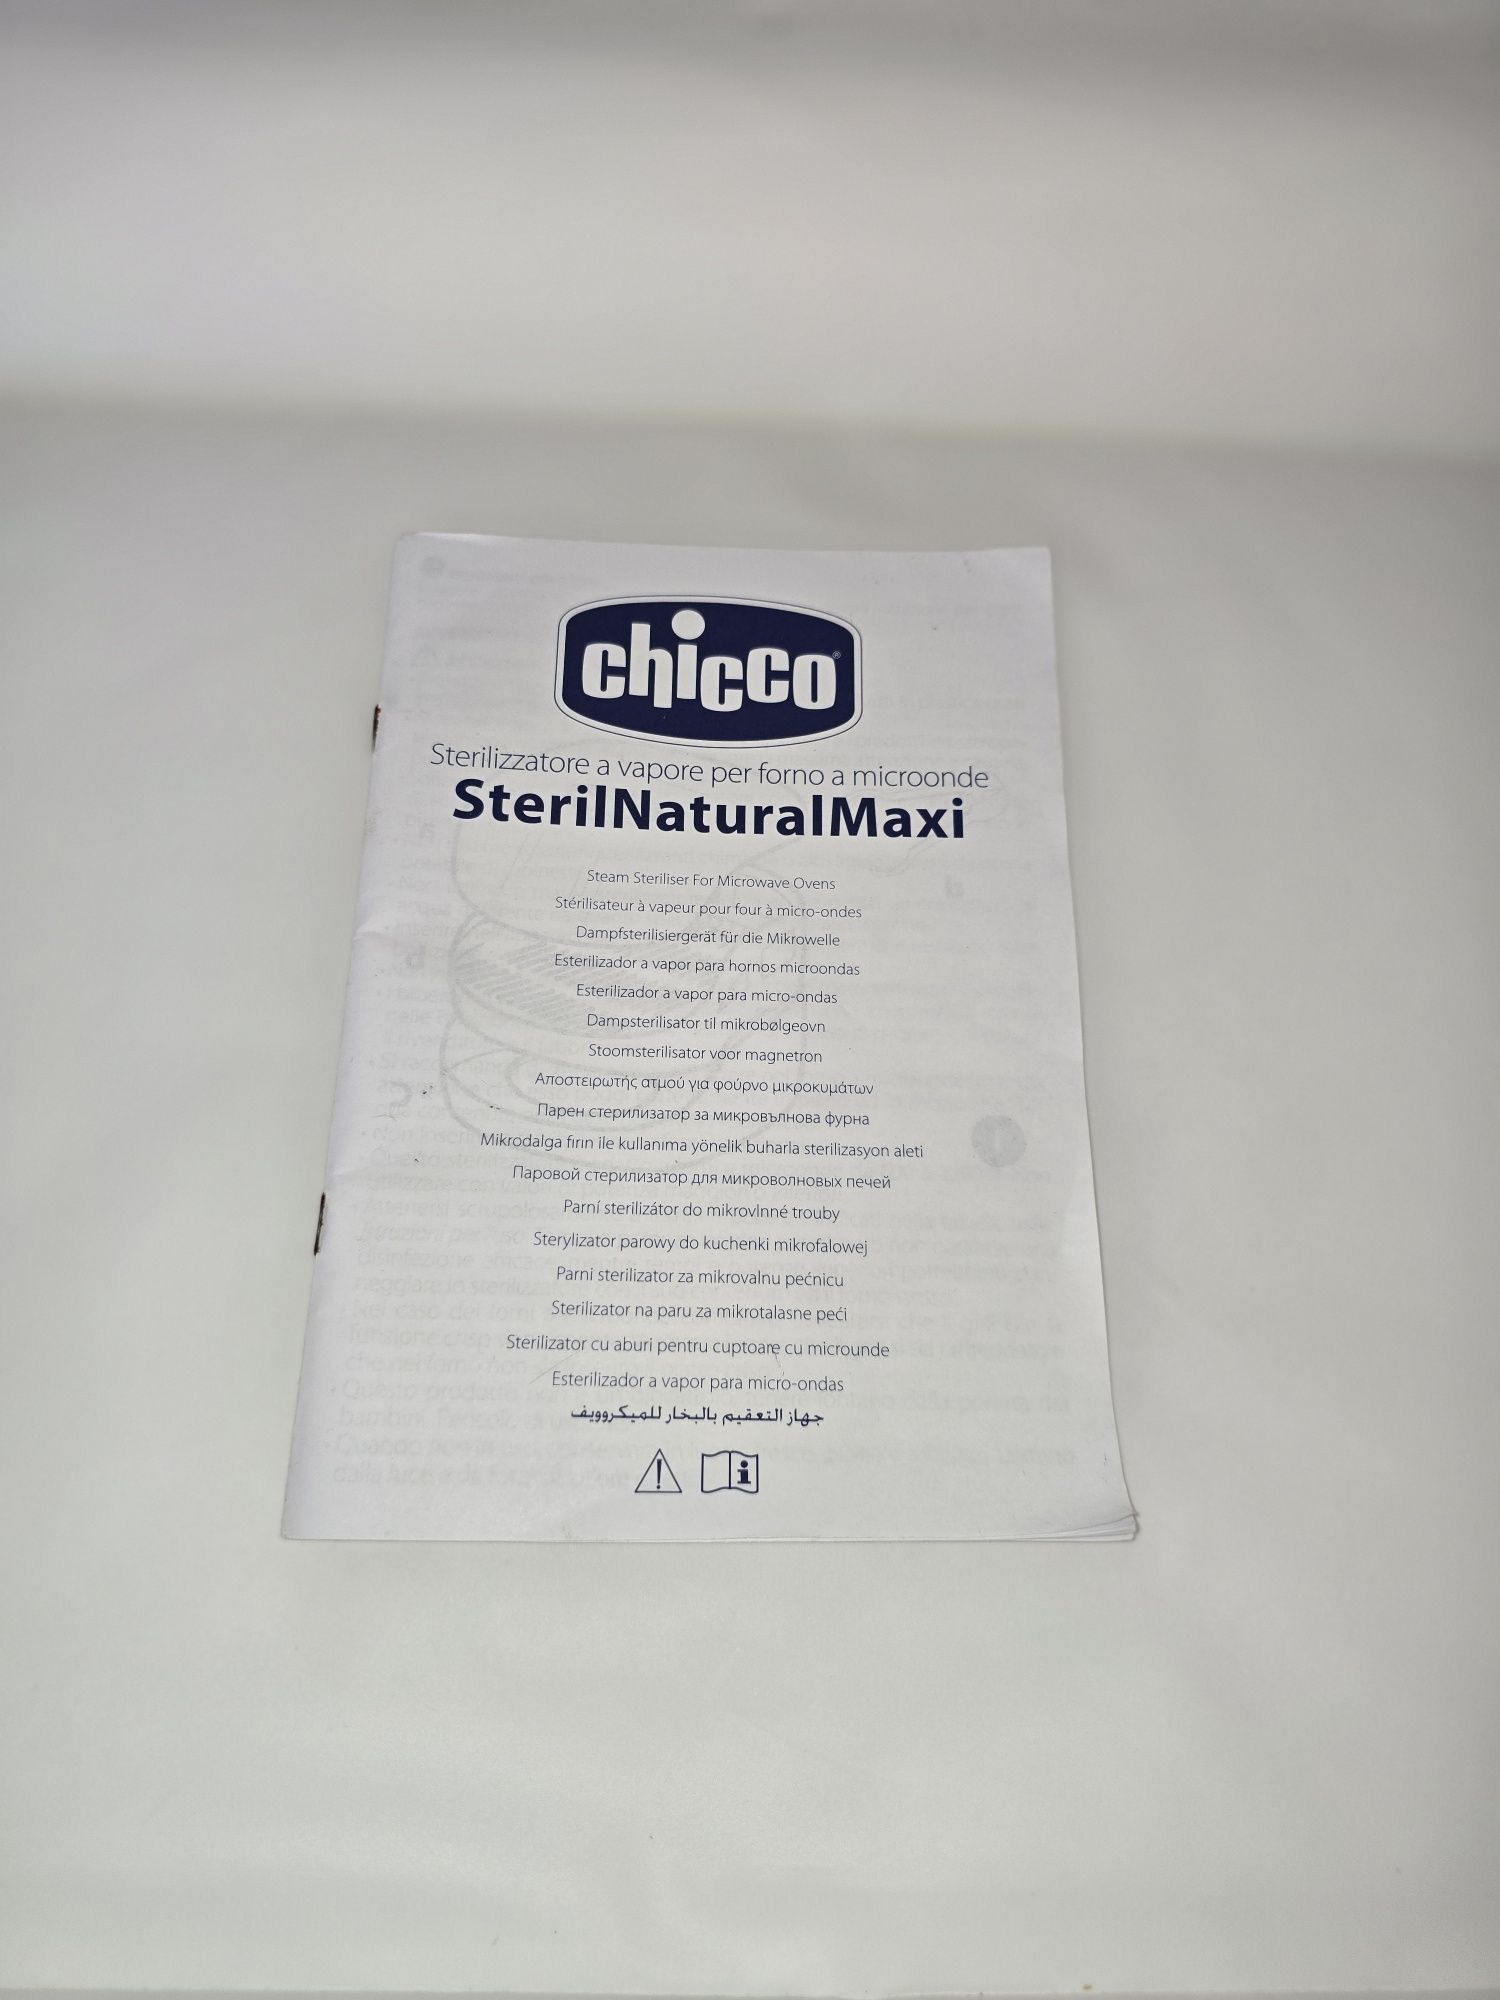 chicco®
Sterilizzatore a vapore per forno a microonde
SterilNaturalMaxi
Steam Steriliser For Microwave Ovens
Stérilisateur à vapeur pour four à micro-ondes
Dampfsterilisiergerät für die Mikrowelle
Esterilizador a vapor para hornos microondas
Esterilizador a vapor para micro-ondas
Dampsterilisator til mikrobølgeovn
Stoomsterilisator voor magnetron
Αποστειρωτής ατμού για φούρνο μικροκυμάτων
Парен стерилизатор за микровълнова фурна
Mikrodalga fırın ile kullanıma yönelik buharla sterilizasyon aleti
Паровой стерилизатор для микроволновых печей
Parní sterilizátor do mikrovlnné trouby
Sterylizator parowy do kuchenki mikrofalowej
Parni sterilizator za mikrovalnu pećnicu
Sterilizator na paru za mikrotalasne peći
Sterilizator cu aburi pentru cuptoare cu microunde
Esterilizador a vapor para micro-ondas
جهاز التعقيم بالبخار للميكروويف